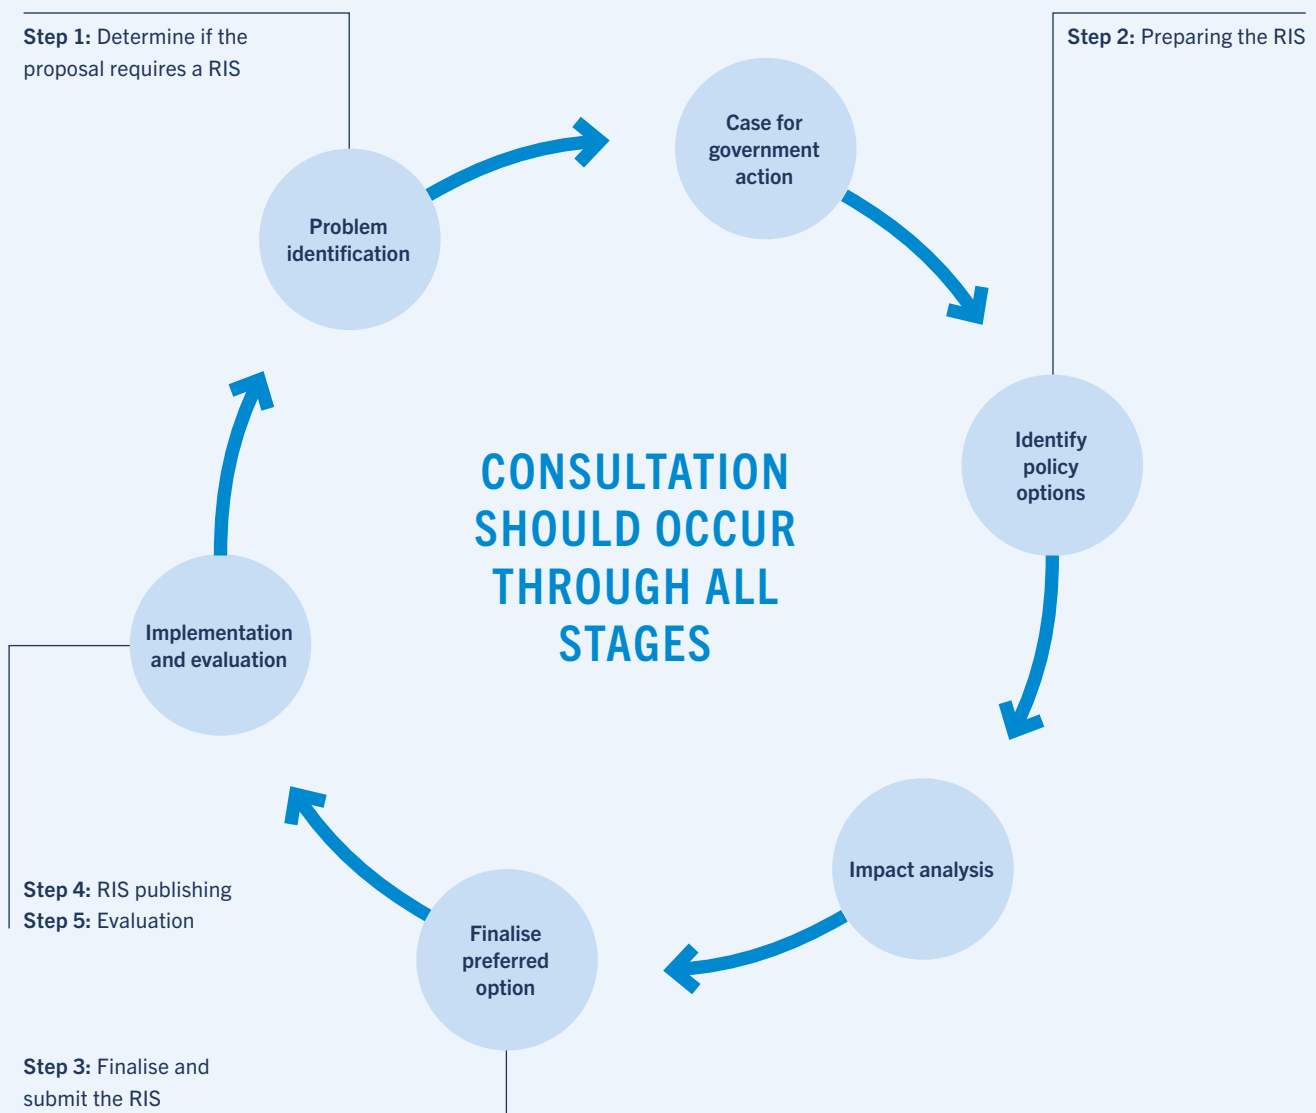 Step 1: Determine if the
proposal requires a RIS
Step 2: Preparing the RIS
Case for
government
action
Problem
identification
Identify
policy
options
CONSULTATION
SHOULD OCCUR
THROUGH ALL
STAGES
Implementation
and evaluation
Impact analysis
Step 4: RIS publishing
Step 5: Evaluation
Finalise
preferred
option
Step 3: Finalise and
submit the RIS